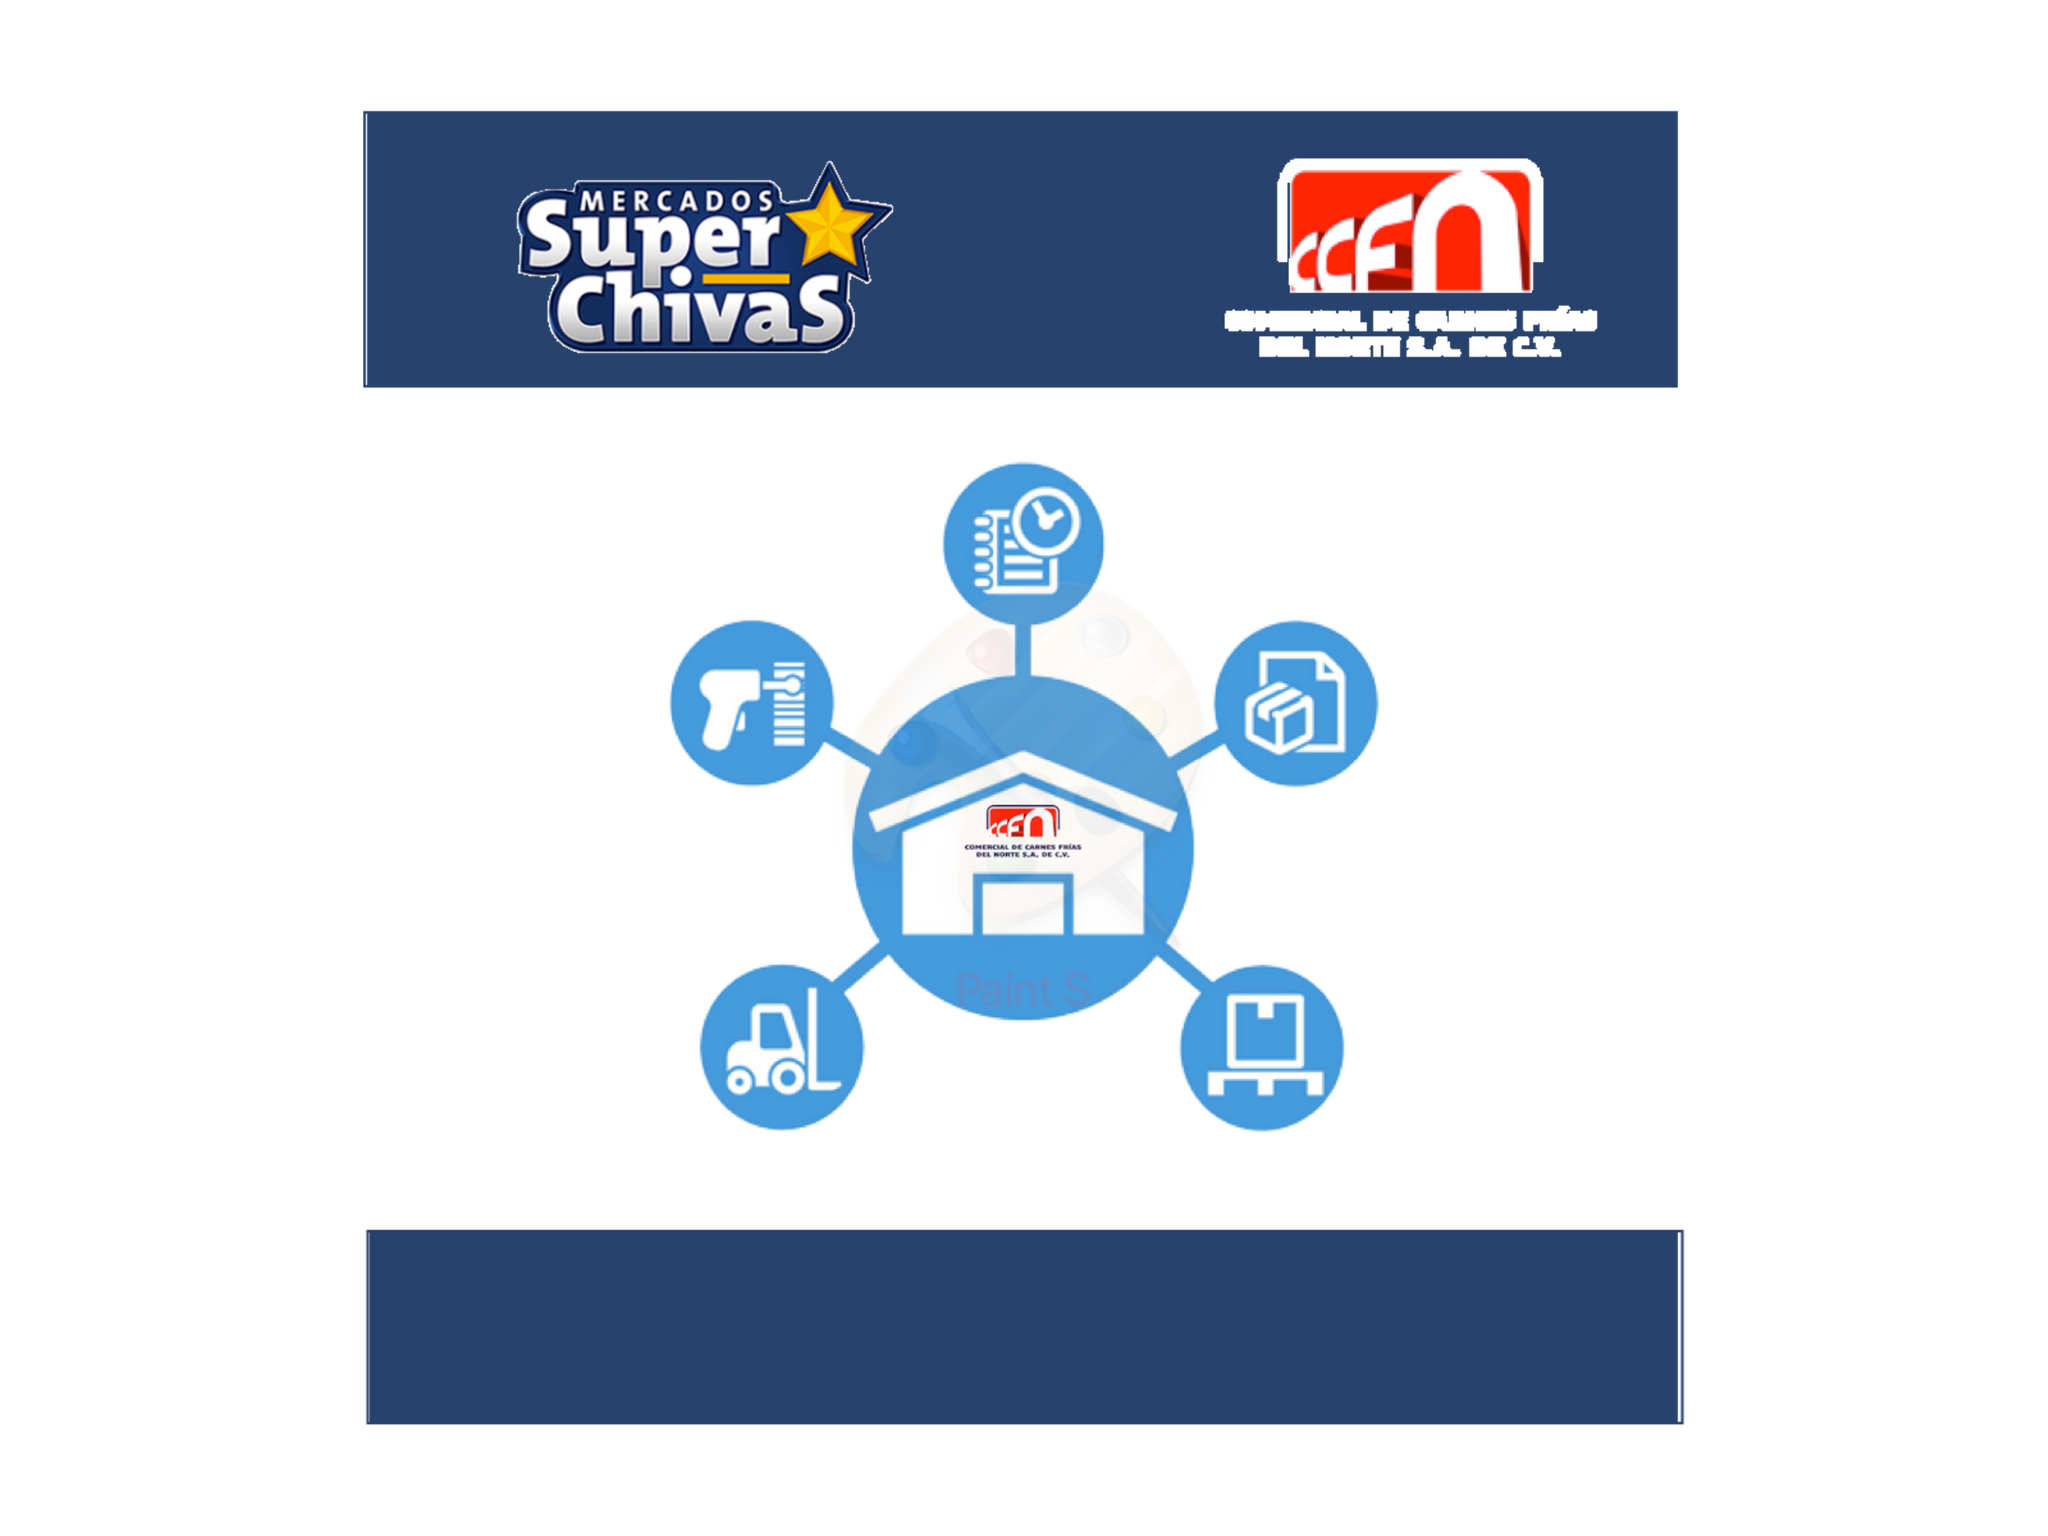 MERCADOS
Super
Chivas
CCFN
COMERCIAL DE CARNES FRÍAS
DEL NORTE S.A. DE C.V.
CCFN
COMERCIAL DE CARNES FRÍAS
DEL NORTE S.A. DE C.V.
Paint S